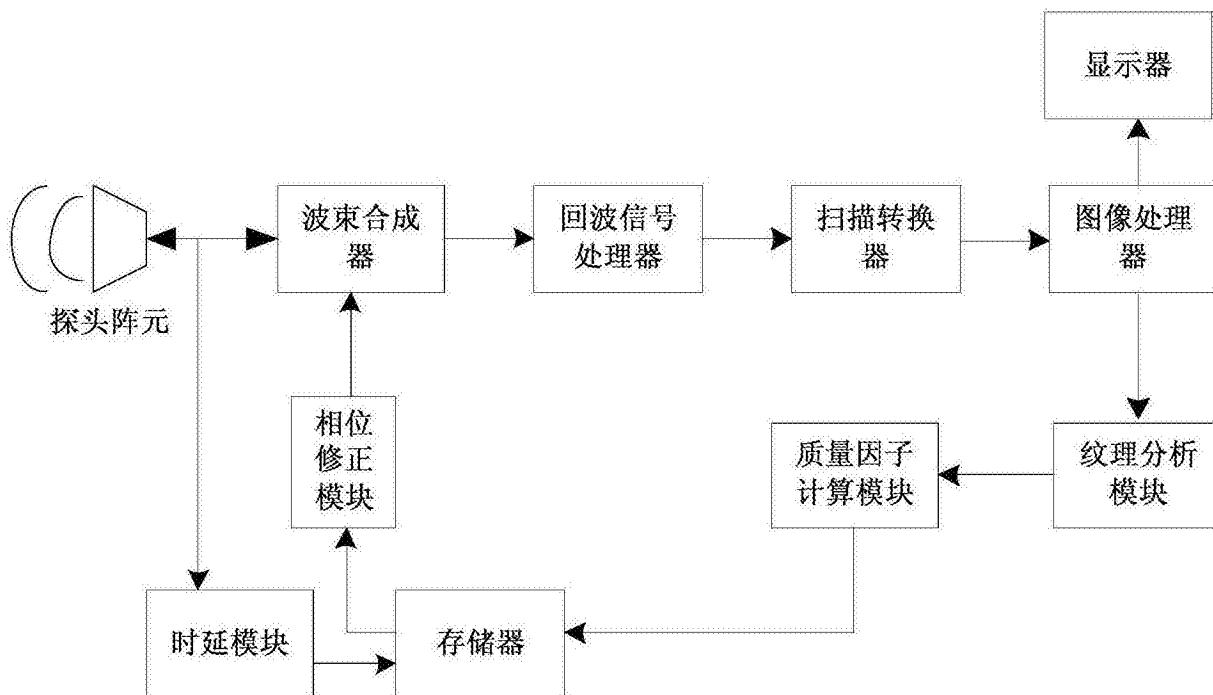 显示器
波束合成
器
回波信号
处理器
扫描转换
器
图像处理
器
探头阵元
相位
修正
模块
质量因子
计算模块
纹理分析
模块
时延模块
存储器